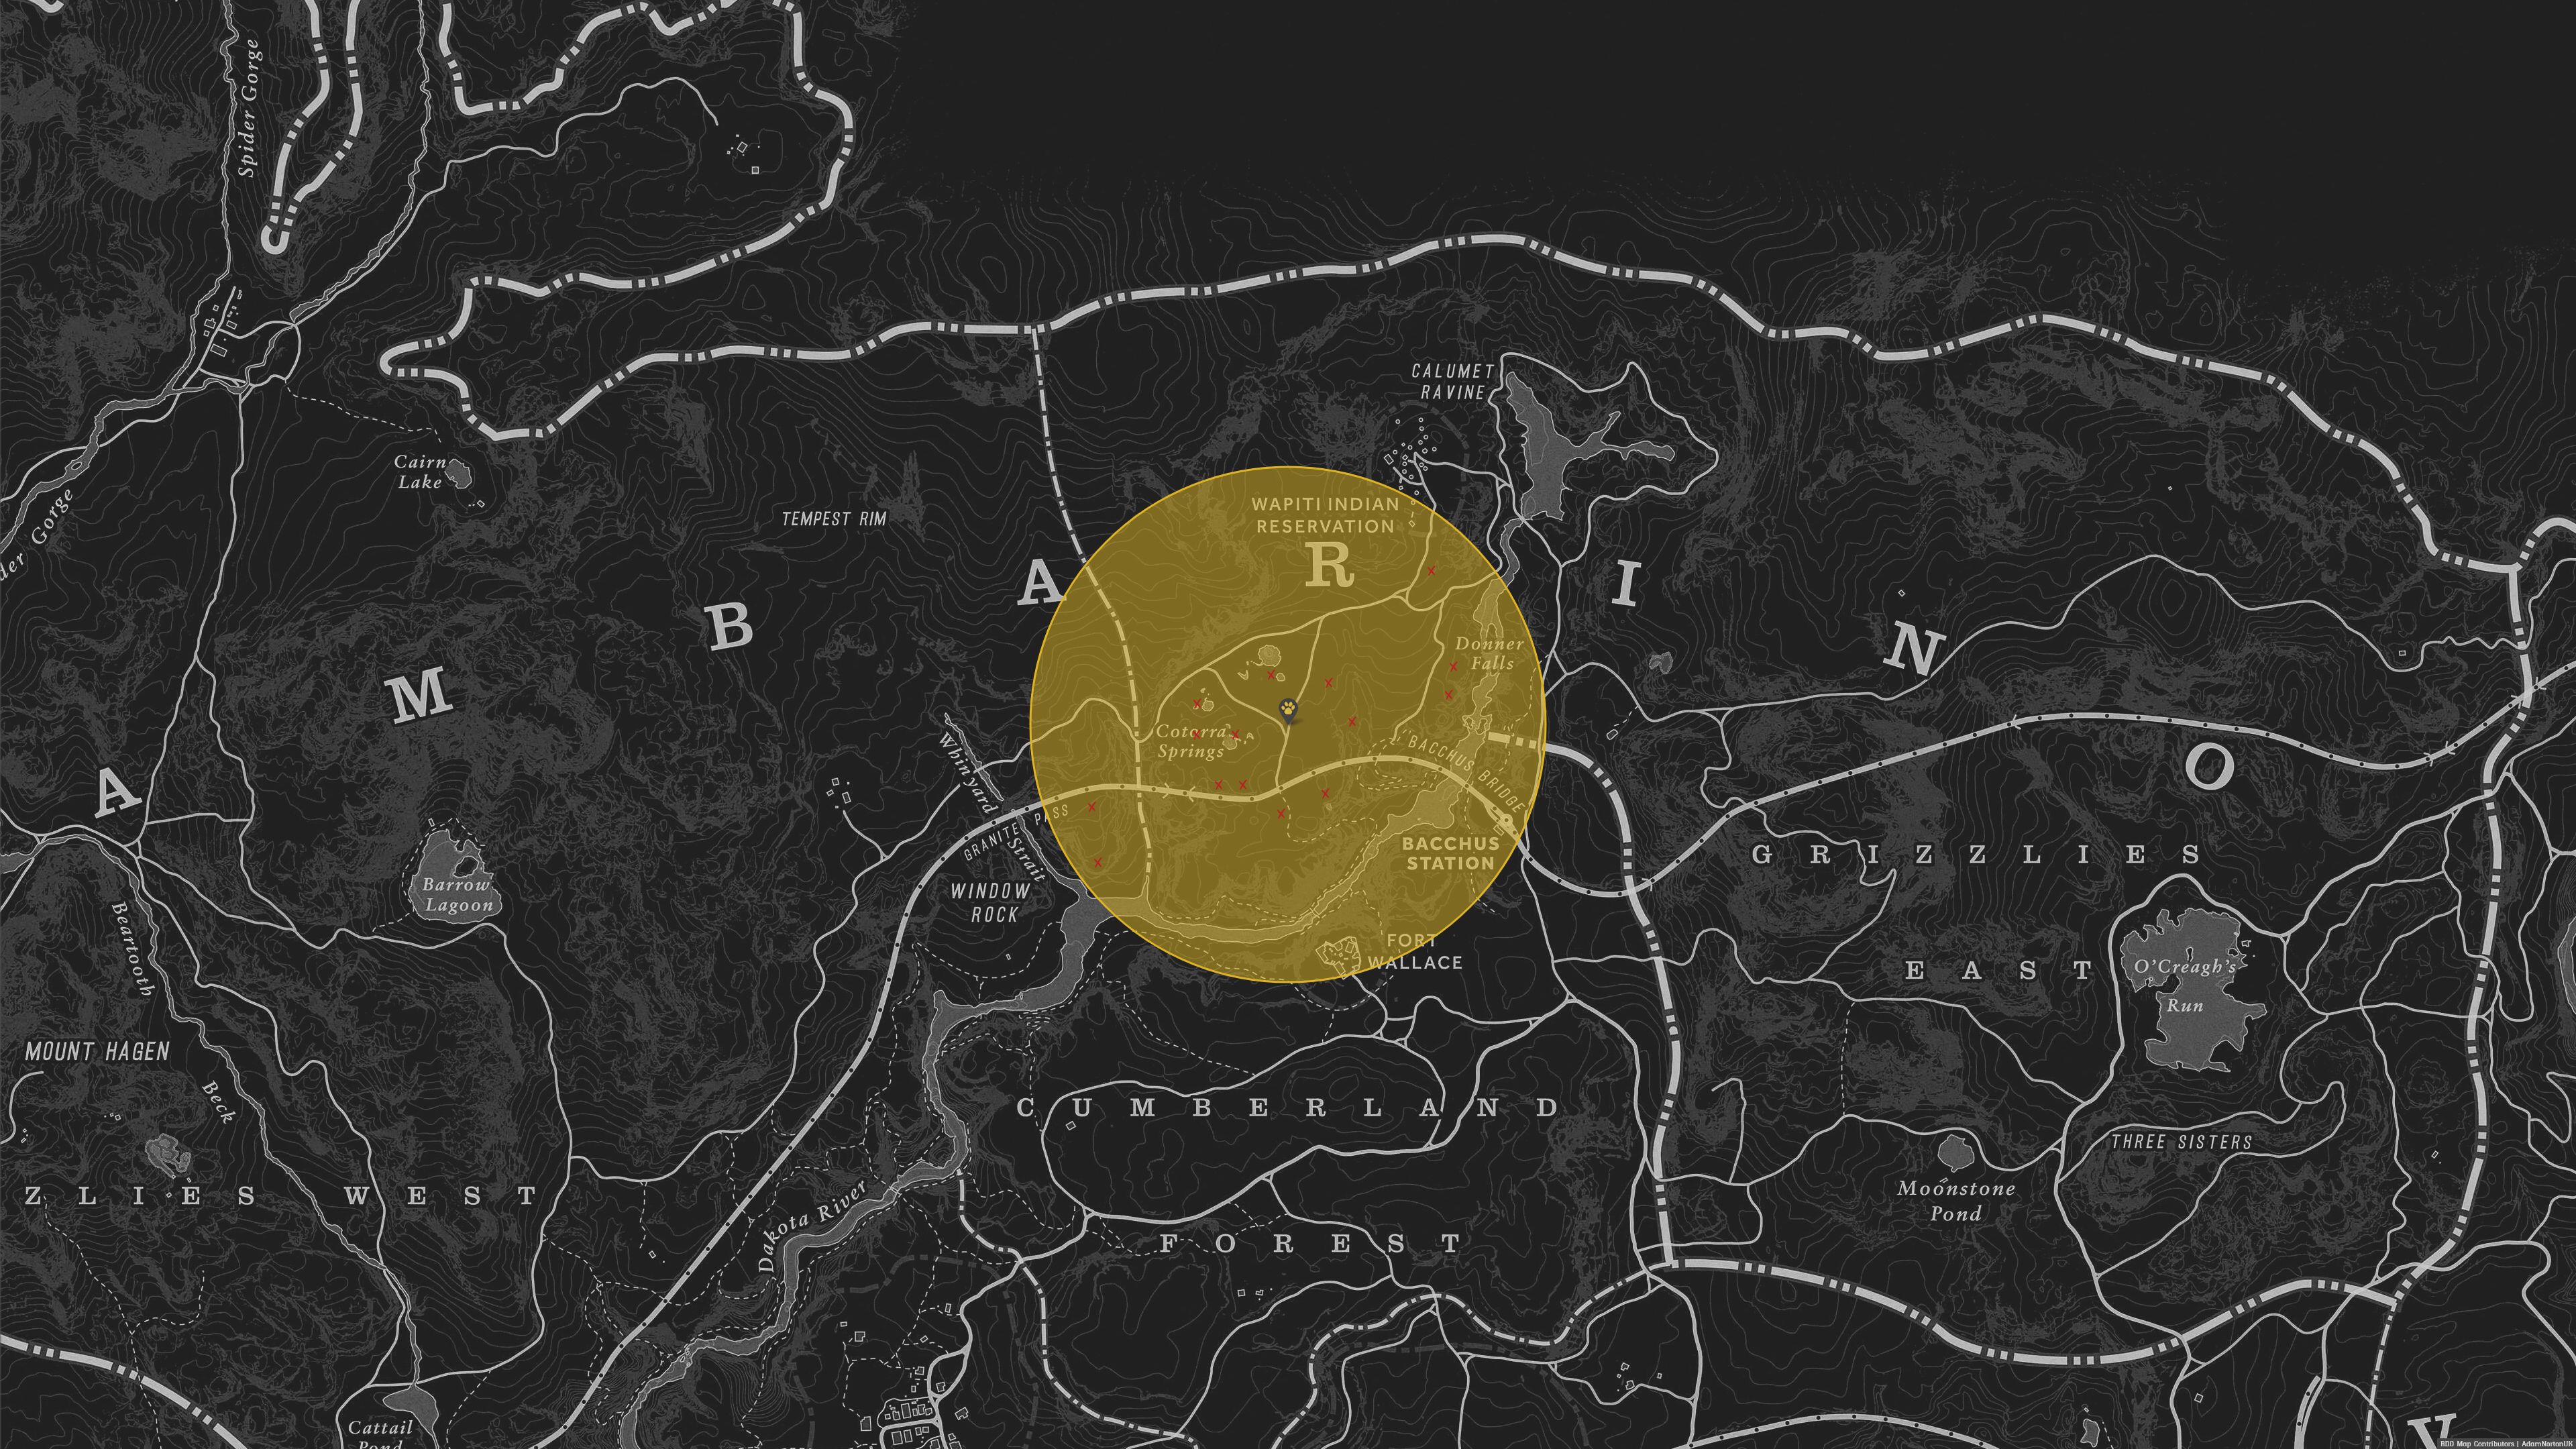 Spider Gorge
CALUMET
RAVINE
Cairn
Lake
WAPITI INDIAN
RESERVATION
TEMPEST RIM
der Gorge
A M B A R I N O
Donner
Falls
Cotorra
Springs
Whinyard
Strait
BACCHUS BRIDGE
GRANITE PASS
BACCHUS
STATION
GRIZZLIES
EAST
Barrow
Lagoon
WINDOW
ROCK
Beartooth
Beck
FORT
WALLACE
O'Creagh's
Run
MOUNT HAGEN
CUMBERLAND
FOREST
THREE SISTERS
ZLIES WEST
Moonstone
Pond
Dakota River
Cattail
Pond
RDO Map Contributors | AdamNortonUK